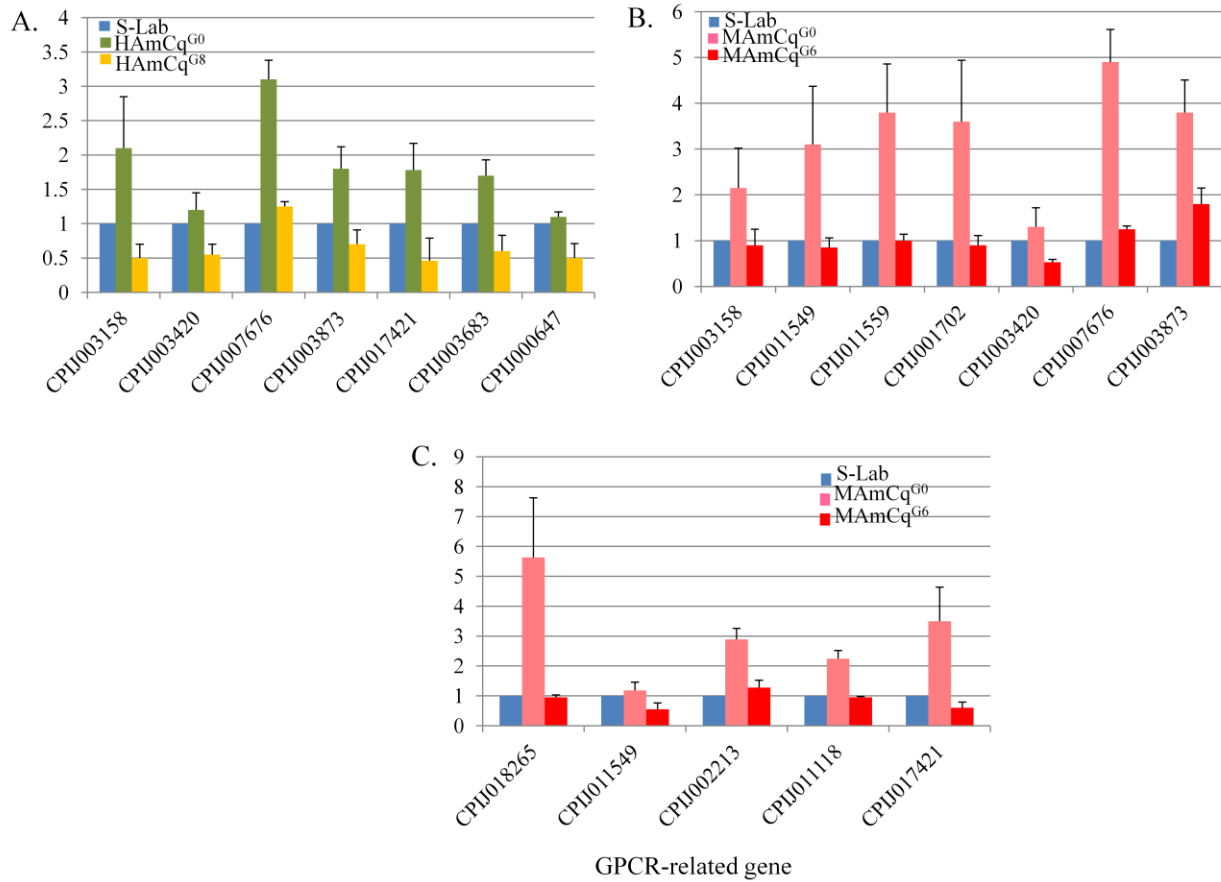 A.
S-Lab
HAmCq^G0
HAmCq^G8
4
3.5
3
2.5
2
1.5
1
0.5
0
CPIJ003158
CPIJ003420
CPIJ007676
CPIJ003873
CPIJ017421
CPIJ003683
CPIJ000647
B.
S-Lab
MAmCq^G0
MAmCq^G6
6
5
4
3
2
1
0
CPIJ003158
CPIJ011549
CPIJ011559
CPIJ001702
CPIJ003420
CPIJ007676
CPIJ003873
C.
S-Lab
MAmCq^G0
MAmCq^G6
9
8
7
6
5
4
3
2
1
0
CPIJ018265
CPIJ011549
CPIJ002213
CPIJ011118
CPIJ017421
GPCR-related gene